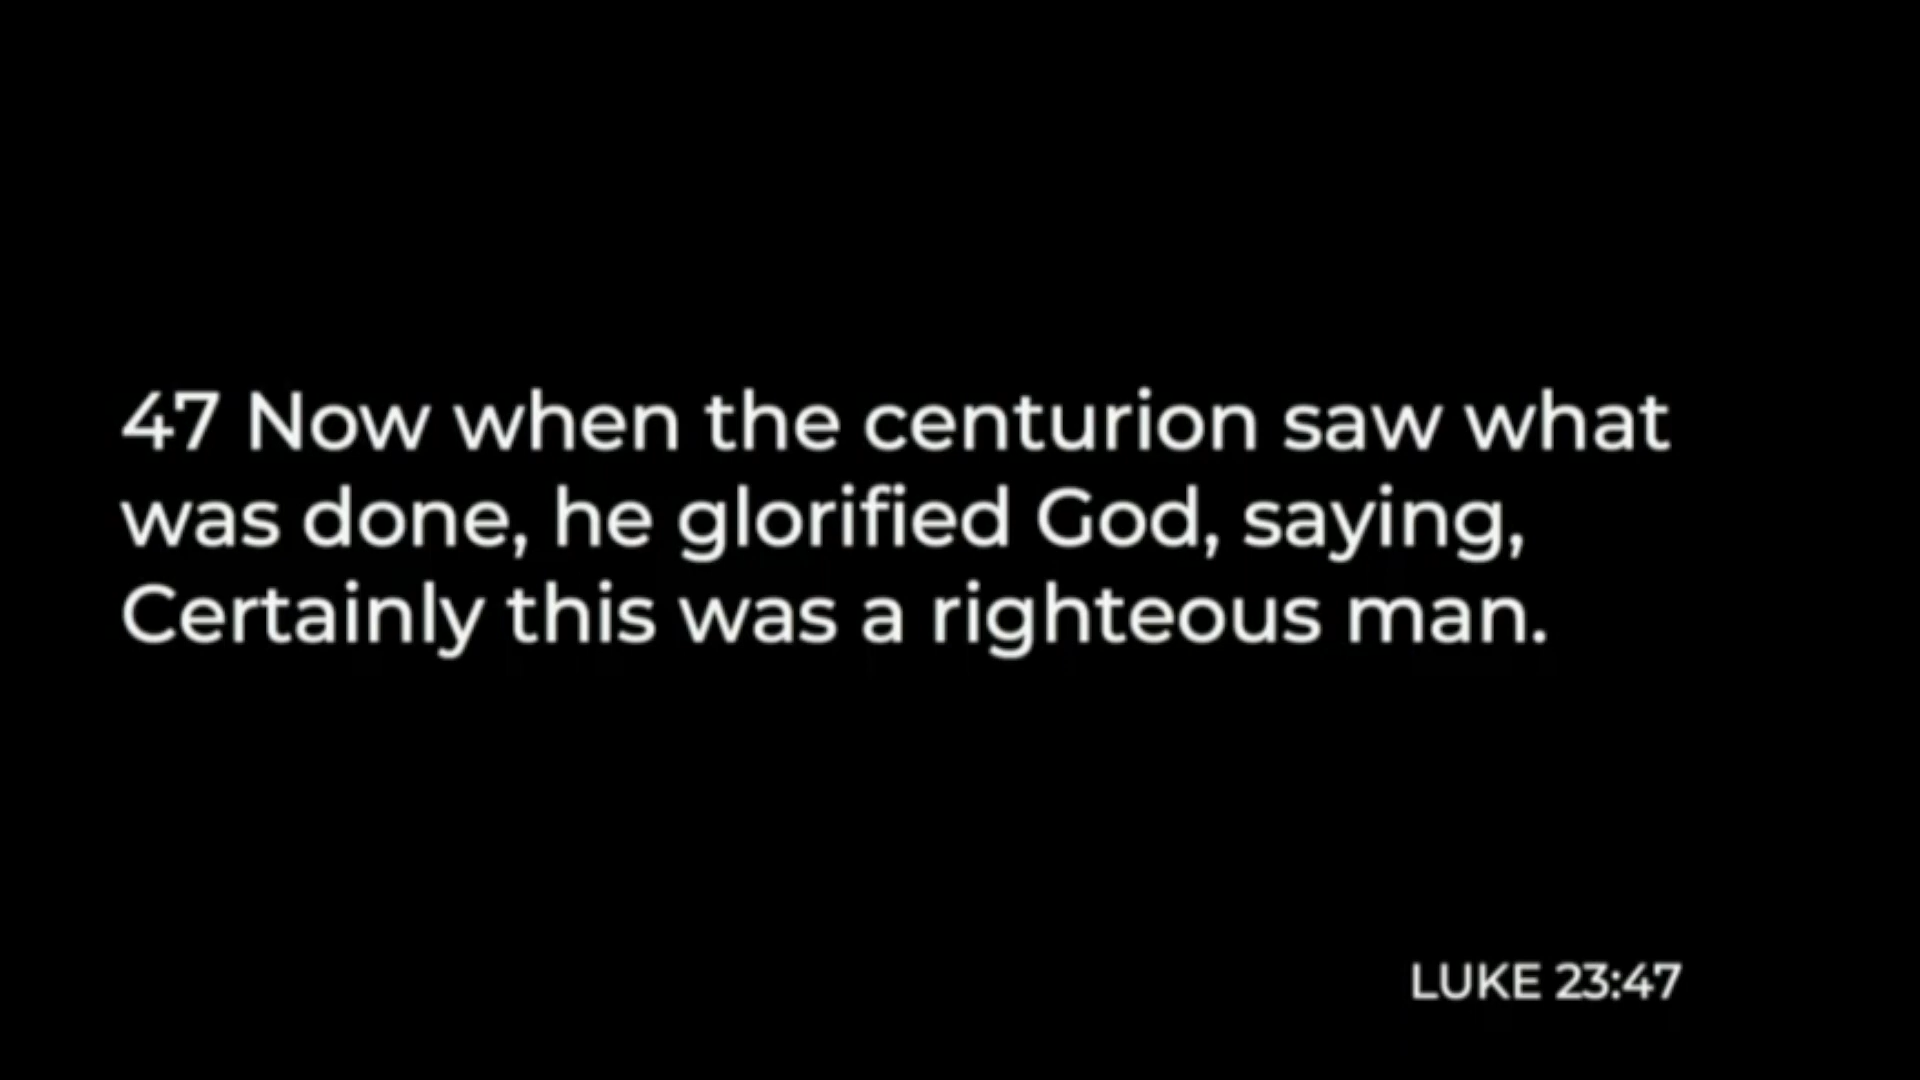 47 Now when the centurion saw what
was done, he glorified God, saying,
Certainly this was a righteous man.
LUKE 23:47